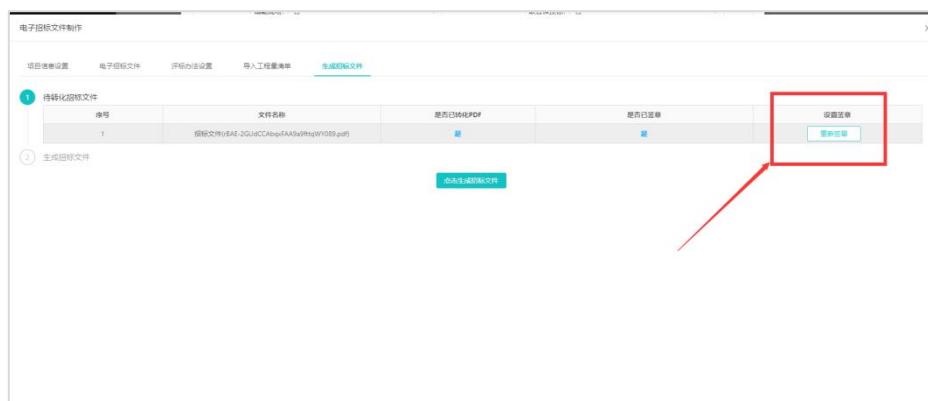 电子招标文件制作
项目信息设置 电子招标文件 评标办法设置 导入工程量清单 生成招标文件
1 待转化招标文件
序号 文件名称 是否已转化PDF 是否已签章 设置签章
1 是 是 重新签章
2 生成招标文件
点击生成招标文件